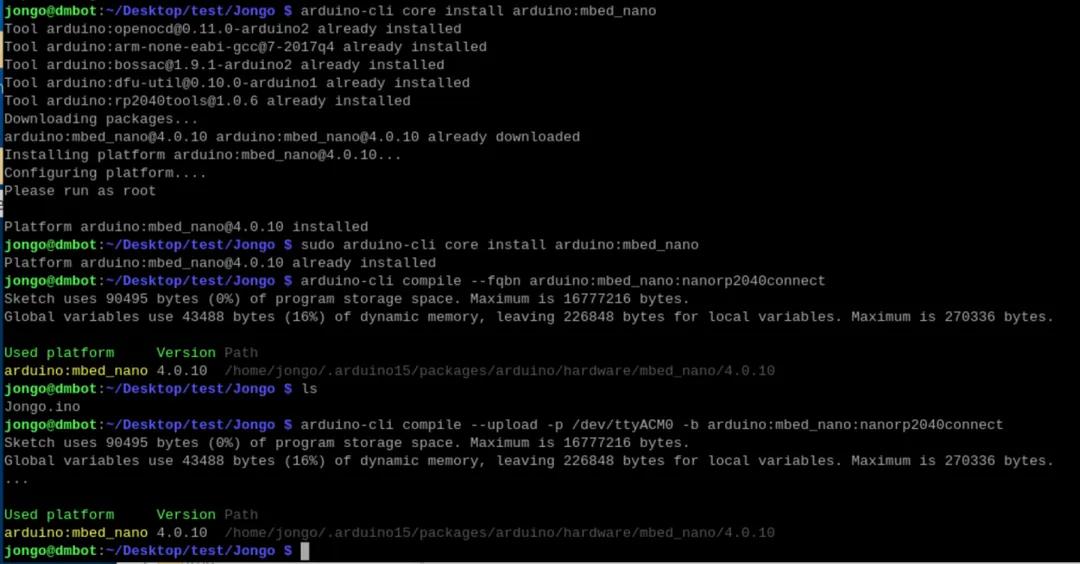 jongo@dmbot:~/Desktop/test/Jongo $ arduino-cli core install arduino:mbed_nano
Tool arduino:openocd@0.11.0-arduino2 already installed
Tool arduino:arm-none-eabi-gcc@7-2017q4 already installed
Tool arduino:bossac@1.9.1-arduino2 already installed
Tool arduino:dfu-util@0.10.0-arduino1 already installed
Tool arduino:rp2040tools@1.0.6 already installed
Downloading packages...
arduino:mbed_nano@4.0.10 arduino:mbed_nano@4.0.10 already downloaded
Installing platform arduino:mbed_nano@4.0.10...
Configuring platform....
Please run as root
Platform arduino:mbed_nano@4.0.10 installed
jongo@dmbot:~/Desktop/test/Jongo $ sudo arduino-cli core install arduino:mbed_nano
Platform arduino:mbed_nano@4.0.10 already installed
jongo@dmbot:~/Desktop/test/Jongo $ arduino-cli compile --fqbn arduino:mbed_nano:nanorp2040connect
Sketch uses 90495 bytes (0%) of program storage space. Maximum is 16777216 bytes.
Global variables use 43488 bytes (16%) of dynamic memory, leaving 226848 bytes for local variables. Maximum is 270336 bytes.
Used platform Version Path
arduino:mbed_nano 4.0.10 /home/jongo/.arduino15/packages/arduino/hardware/mbed_nano/4.0.10
jongo@dmbot:~/Desktop/test/Jongo $ ls
Jongo.ino
jongo@dmbot:~/Desktop/test/Jongo $ arduino-cli compile --upload -p /dev/ttyACM0 -b arduino:mbed_nano:nanorp2040connect
Sketch uses 90495 bytes (0%) of program storage space. Maximum is 16777216 bytes.
Global variables use 43488 bytes (16%) of dynamic memory, leaving 226848 bytes for local variables. Maximum is 270336 bytes.
...
Used platform Version Path
arduino:mbed_nano 4.0.10 /home/jongo/.arduino15/packages/arduino/hardware/mbed_nano/4.0.10
jongo@dmbot:~/Desktop/test/Jongo $